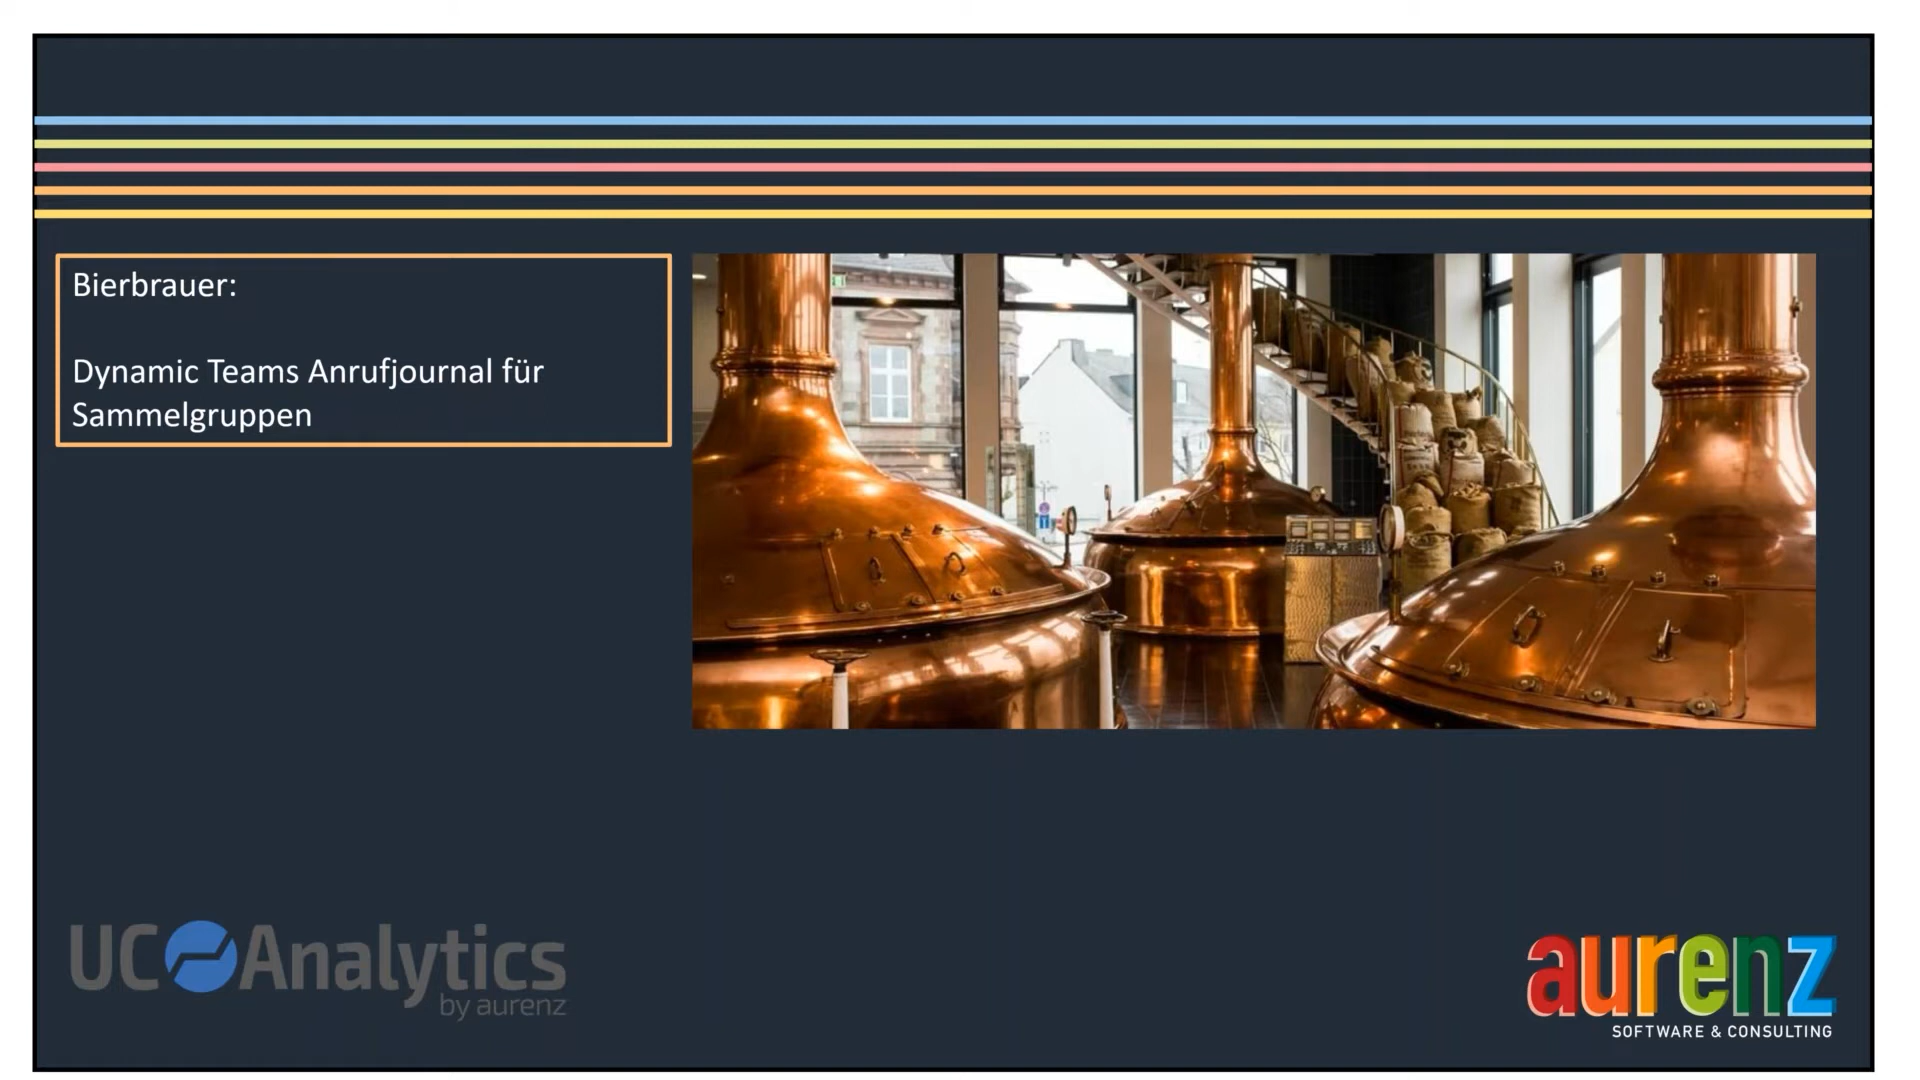 Bierbrauer:
Dynamic Teams Anrufjournal für
Sammelgruppen
UC Analytics
by aurenz
aurenz
SOFTWARE & CONSULTING